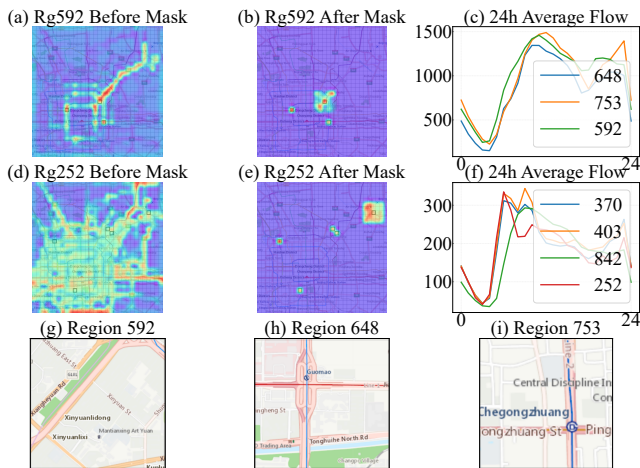 (a) Rg592 Before Mask
(b) Rg592 After Mask
(c) 24h Average Flow
1500
1000
500
648
753
592
0
24
(d) Rg252 Before Mask
(e) Rg252 After Mask
(f) 24h Average Flow
300
200
100
370
403
842
252
0
24
(g) Region 592
(h) Region 648
(i) Region 753
Xinyuan St
Xinyuanlidong
Xinyuanlixi
Mantianxing Art Yuan
Guomao
Tonghuihe North Rd
Central Discipline In
Con
Chegongzhuang
ongzhuang St
Ping